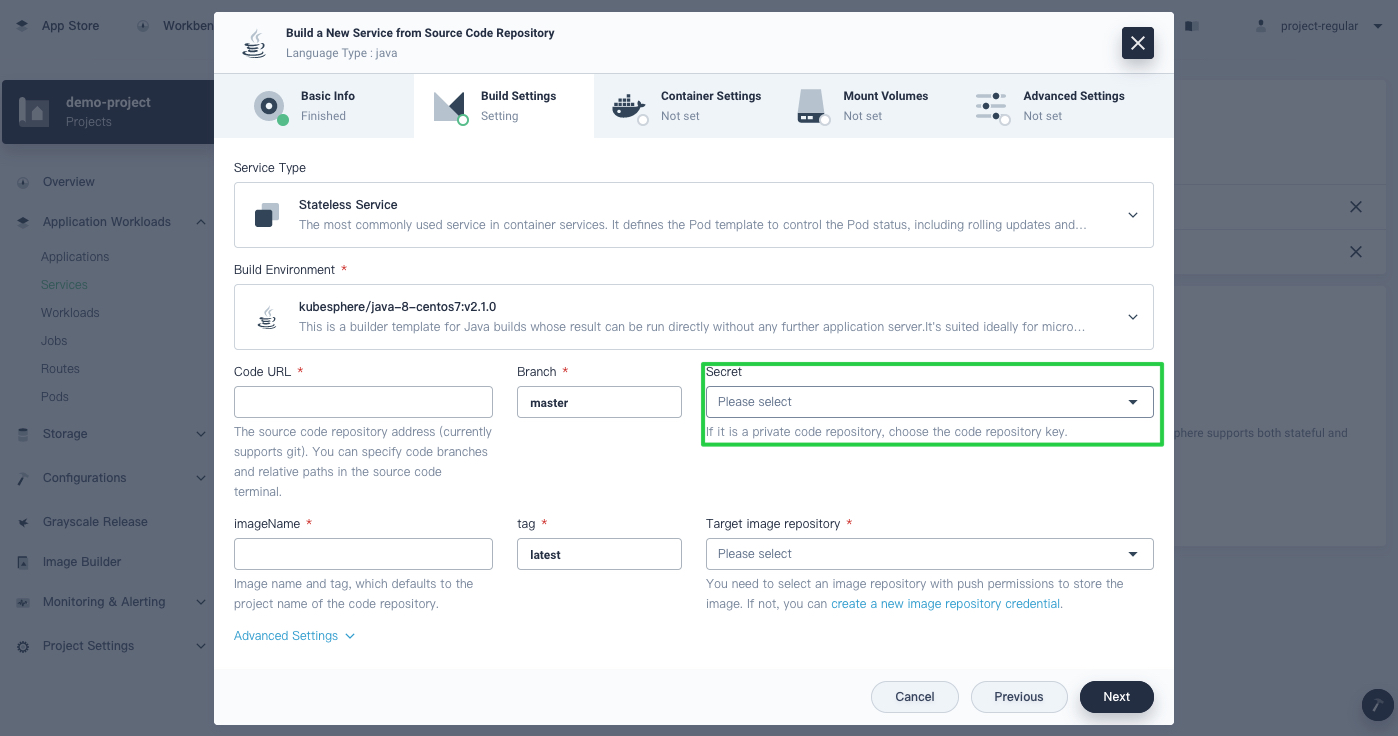 App Store
Workben
project-regular
demo-project
Projects
Overview
Application Workloads
Applications
Services
Workloads
Jobs
Routes
Pods
Storage
Configurations
Grayscale Release
Image Builder
Monitoring & Alerting
Project Settings
Build a New Service from Source Code Repository
Language Type : java
Basic Info
Finished
Build Settings
Setting
Container Settings
Not set
Mount Volumes
Not set
Advanced Settings
Not set
Service Type
Stateless Service
The most commonly used service in container services. It defines the Pod template to control the Pod status, including rolling updates and...
Build Environment *
kubesphere/java-8-centos7:v2.1.0
This is a builder template for Java builds whose result can be run directly without any further application server.It's suited ideally for micro...
Code URL *
The source code repository address (currently
supports git). You can specify code branches
and relative paths in the source code
terminal.
Branch *
master
Secret
Please select
If it is a private code repository, choose the code repository key.
imageName *
Image name and tag, which defaults to the
project name of the code repository.
tag *
latest
Target image repository *
Please select
You need to select an image repository with push permissions to store the
image. If not, you can create a new image repository credential.
Advanced Settings
Cancel
Previous
Next
phere supports both stateful and